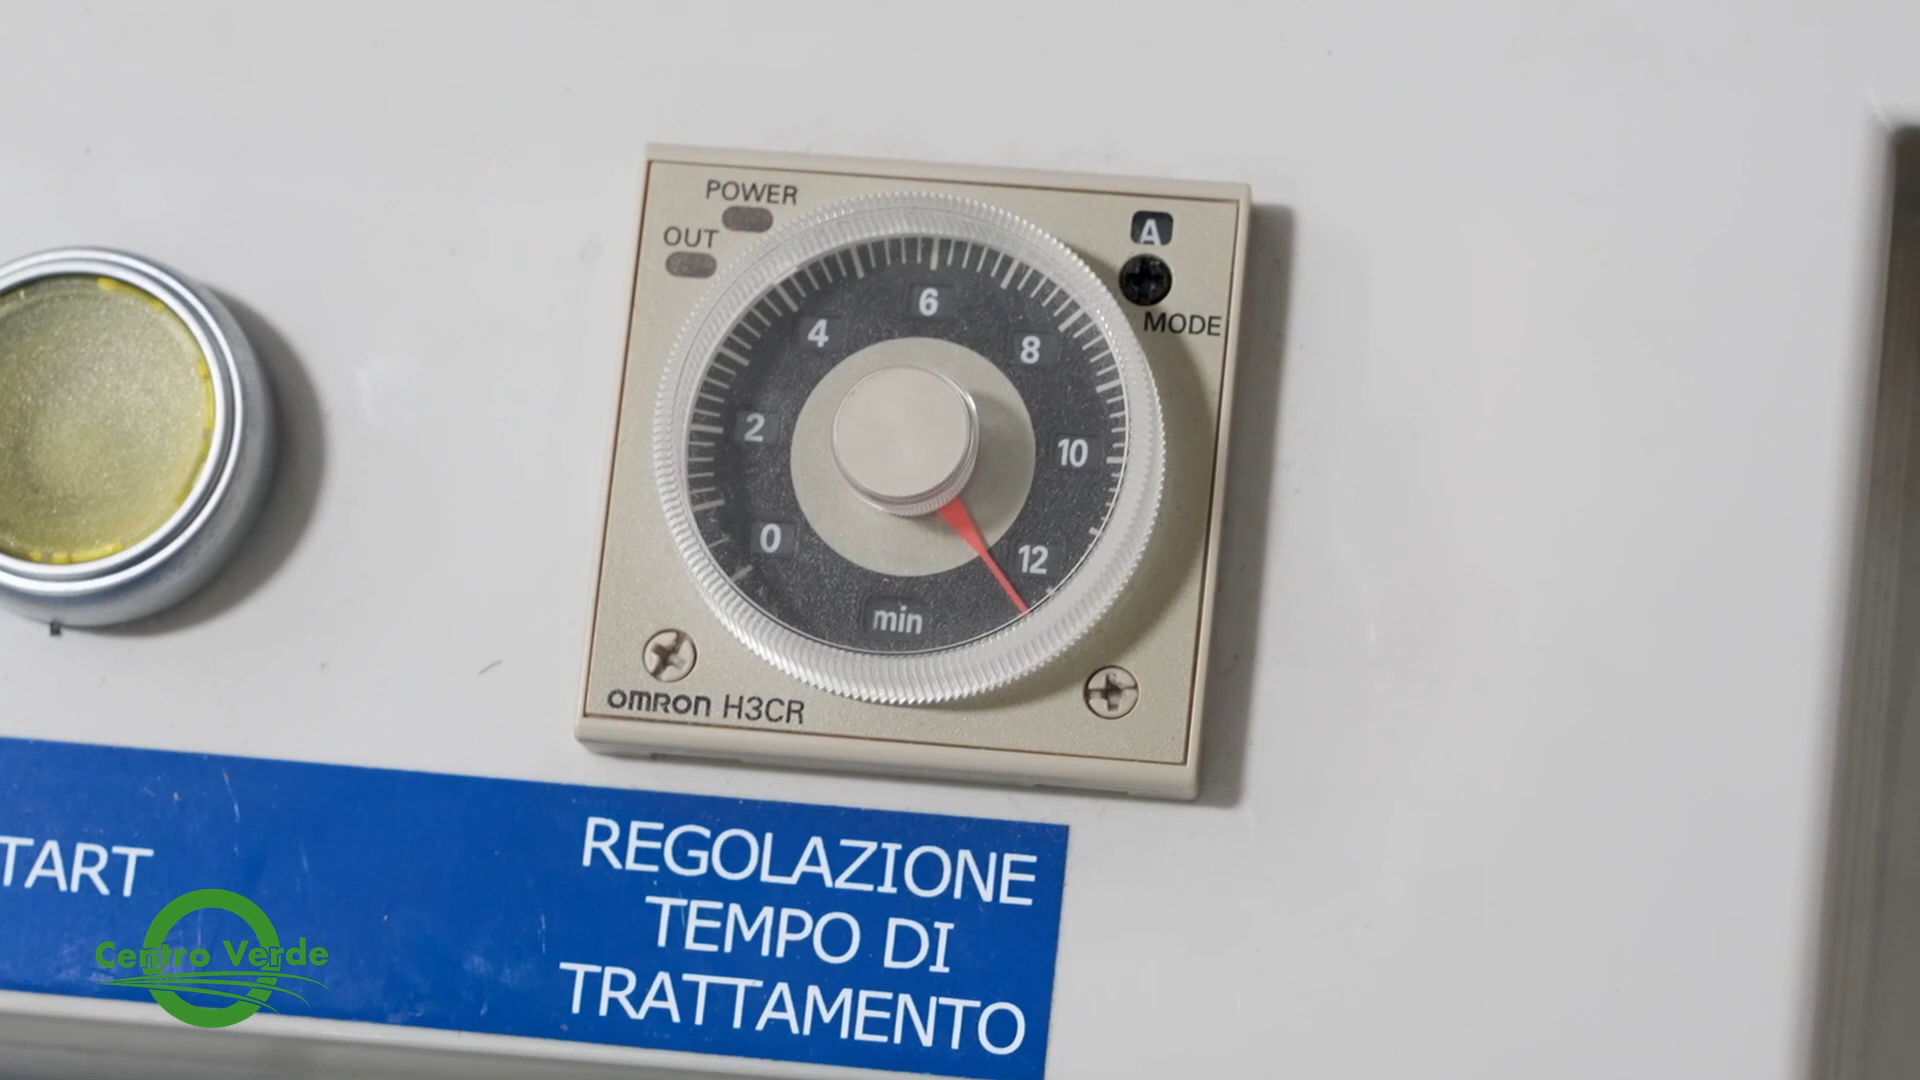 POWER
OUT
A
MODE
6
4
8
2
10
0
12
min
OMRON H3CR
TART
REGOLAZIONE
TEMPO DI
TRATTAMENTO
Centro Verde